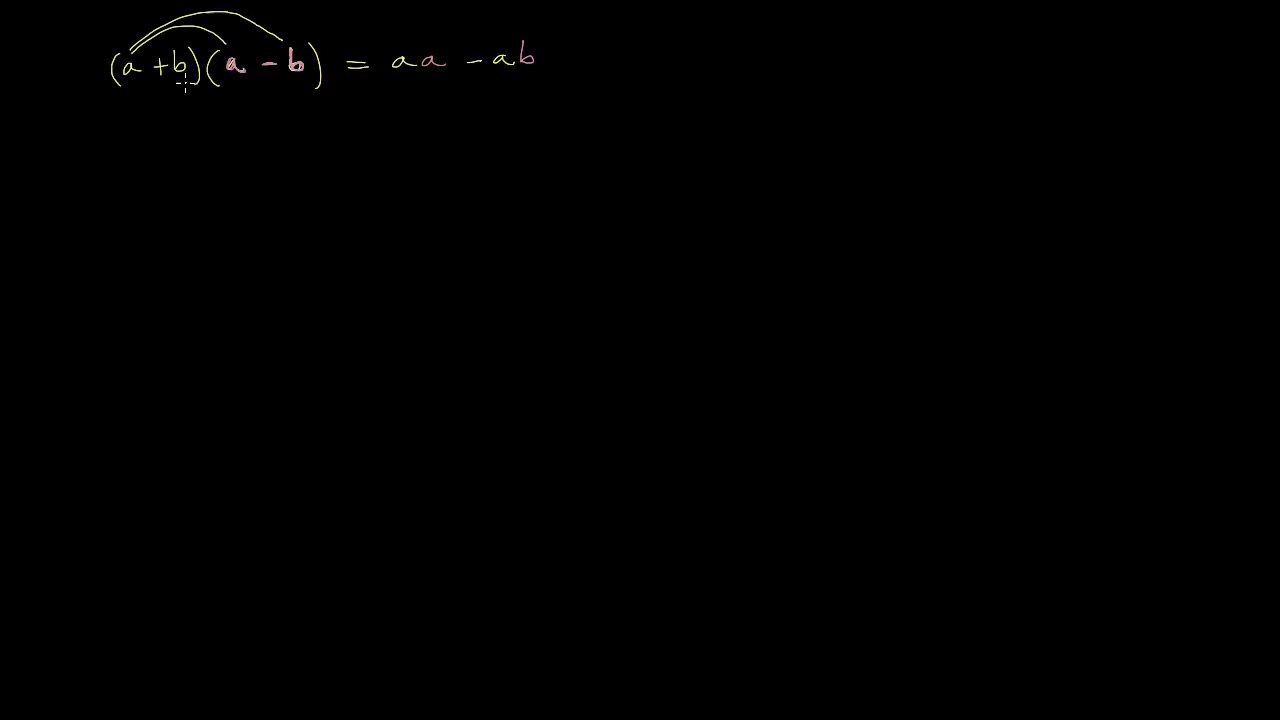 (a + b)(a - b) = aa - ab